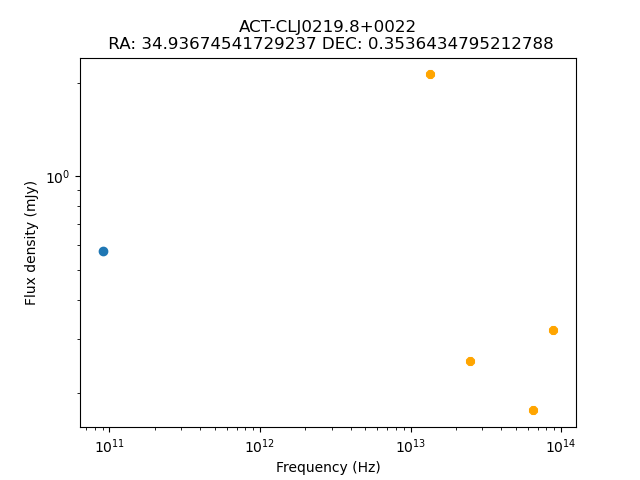 ACT-CLJ0219.8+0022
RA: 34.93674541729237 DEC: 0.3536434795212788
Flux density (mJy)
10⁰
10¹¹ 10¹² 10¹³ 10¹⁴
Frequency (Hz)